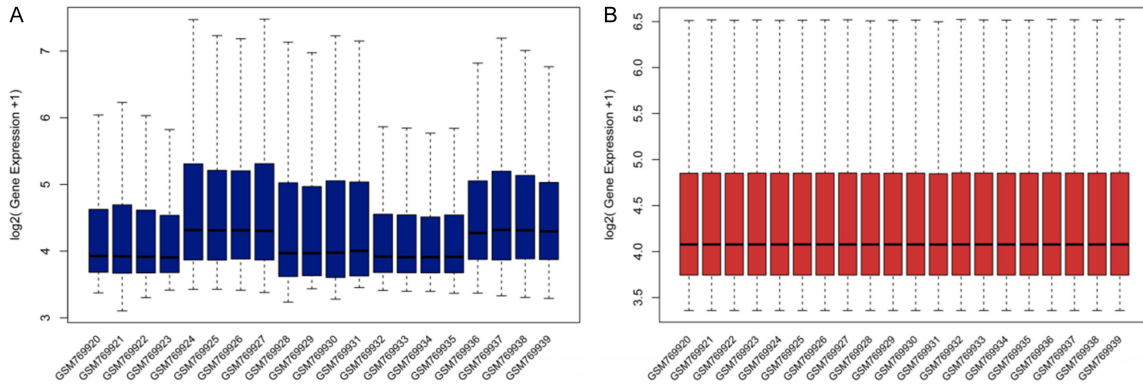 A
log2( Gene Expression +1)
7
6
5
4
3
GSM769920
GSM769921
GSM769922
GSM769923
GSM769924
GSM769925
GSM769926
GSM769927
GSM769928
GSM769929
GSM769930
GSM769931
GSM769932
GSM769933
GSM769934
GSM769935
GSM769936
GSM769937
GSM769938
GSM769939
B
log2( Gene Expression +1)
6.5
6.0
5.5
5.0
4.5
4.0
3.5
GSM769920
GSM769921
GSM769922
GSM769923
GSM769924
GSM769925
GSM769926
GSM769927
GSM769928
GSM769929
GSM769930
GSM769931
GSM769932
GSM769933
GSM769934
GSM769935
GSM769936
GSM769937
GSM769938
GSM769939